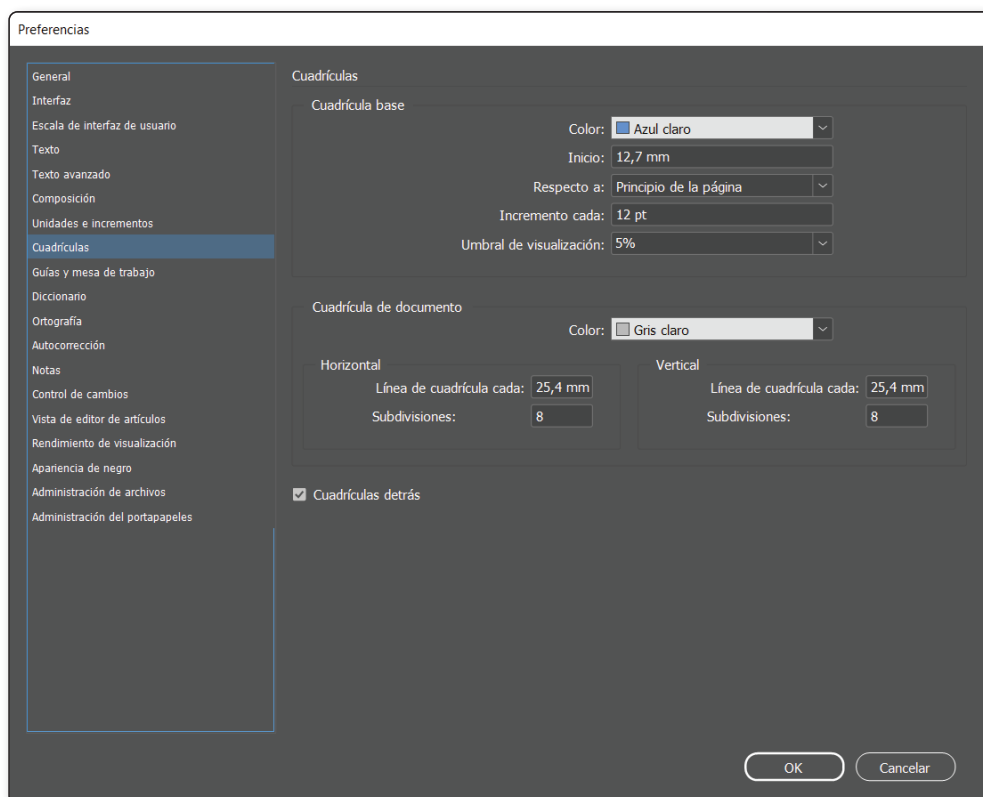 Preferencias
General
Interfaz
Escala de interfaz de usuario
Texto
Texto avanzado
Composición
Unidades e incrementos
Cuadrículas
Guías y mesa de trabajo
Diccionario
Ortografía
Autocorrección
Notas
Control de cambios
Vista de editor de artículos
Rendimiento de visualización
Apariencia de negro
Administración de archivos
Administración del portapapeles
Cuadrículas
Cuadrícula base
Color: Azul claro
Inicio: 12,7 mm
Respecto a: Principio de la página
Incremento cada: 12 pt
Umbral de visualización: 5%
Cuadrícula de documento
Color: Gris claro
Horizontal
Línea de cuadrícula cada: 25,4 mm
Subdivisiones: 8
Vertical
Línea de cuadrícula cada: 25,4 mm
Subdivisiones: 8
Cuadrículas detrás
OK Cancelar